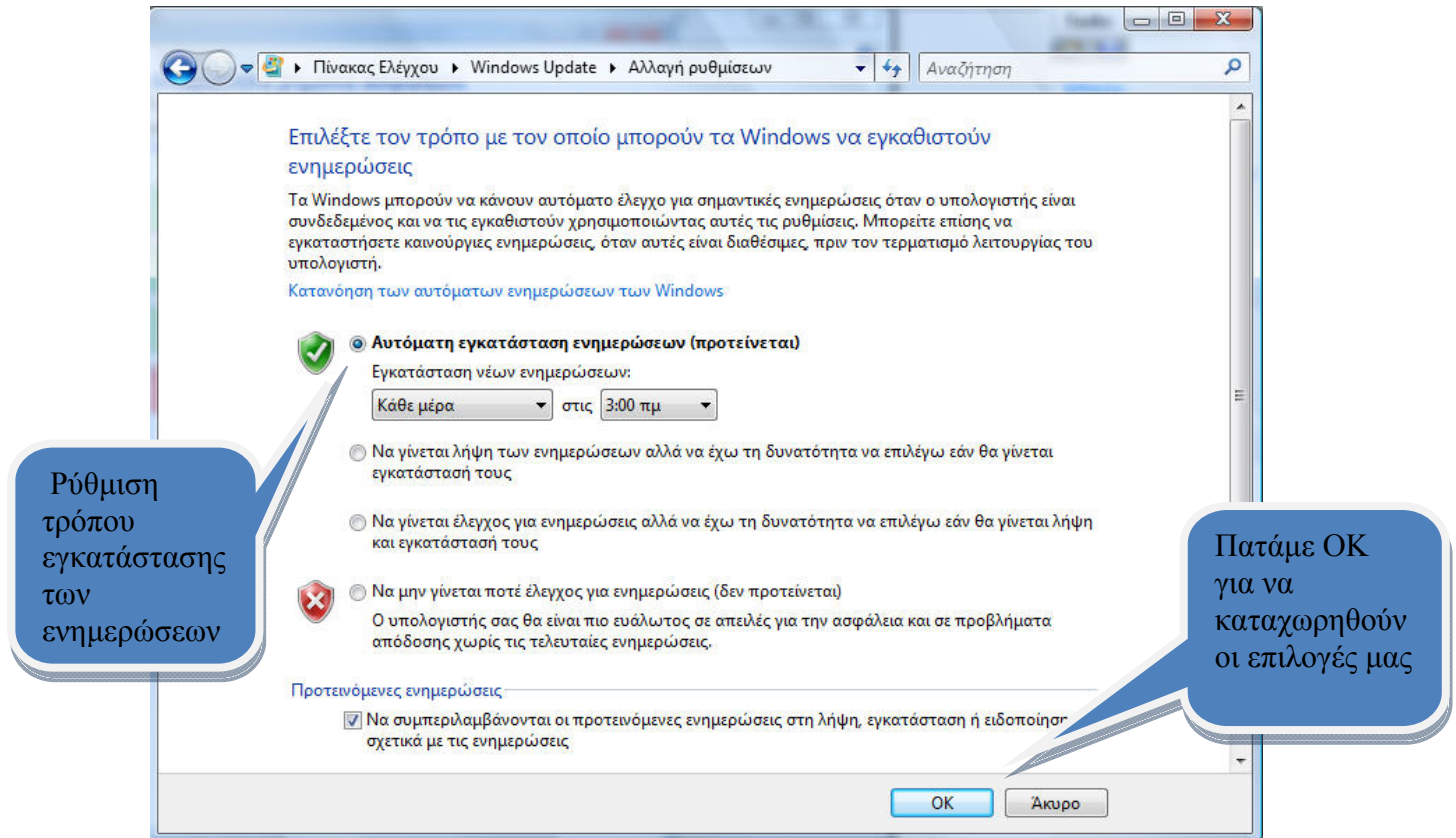 Πίνακας Ελέγχου ▸ Windows Update ▸ Αλλαγή ρυθμίσεων
Αναζήτηση
Επιλέξτε τον τρόπο με τον οποίο μπορούν τα Windows να εγκαθιστούν
ενημερώσεις
Τα Windows μπορούν να κάνουν αυτόματο έλεγχο για σημαντικές ενημερώσεις όταν ο υπολογιστής είναι
συνδεδεμένος και να τις εγκαθιστούν χρησιμοποιώντας αυτές τις ρυθμίσεις. Μπορείτε επίσης να
εγκαταστήσετε καινούργιες ενημερώσεις, όταν αυτές είναι διαθέσιμες, πριν τον τερματισμό λειτουργίας του
υπολογιστή.
Κατανόηση των αυτόματων ενημερώσεων των Windows
Αυτόματη εγκατάσταση ενημερώσεων (προτείνεται)
Εγκατάσταση νέων ενημερώσεων:
Κάθε μέρα στις 3:00 πμ
Να γίνεται λήψη των ενημερώσεων αλλά να έχω τη δυνατότητα να επιλέγω εάν θα γίνεται
εγκατάστασή τους
Να γίνεται έλεγχος για ενημερώσεις αλλά να έχω τη δυνατότητα να επιλέγω εάν θα γίνεται λήψη
και εγκατάστασή τους
Να μην γίνεται ποτέ έλεγχος για ενημερώσεις (δεν προτείνεται)
Ο υπολογιστής σας θα είναι πιο ευάλωτος σε απειλές για την ασφάλεια και σε προβλήματα
απόδοσης χωρίς τις τελευταίες ενημερώσεις.
Προτεινόμενες ενημερώσεις
Να συμπεριλαμβάνονται οι προτεινόμενες ενημερώσεις στη λήψη, εγκατάσταση ή ειδοποίηση
σχετικά με τις ενημερώσεις
OK
Άκυρο
Ρύθμιση
τρόπου
εγκατάστασης
των
ενημερώσεων
Πατάμε ΟΚ
για να
καταχωρηθούν
οι επιλογές μας